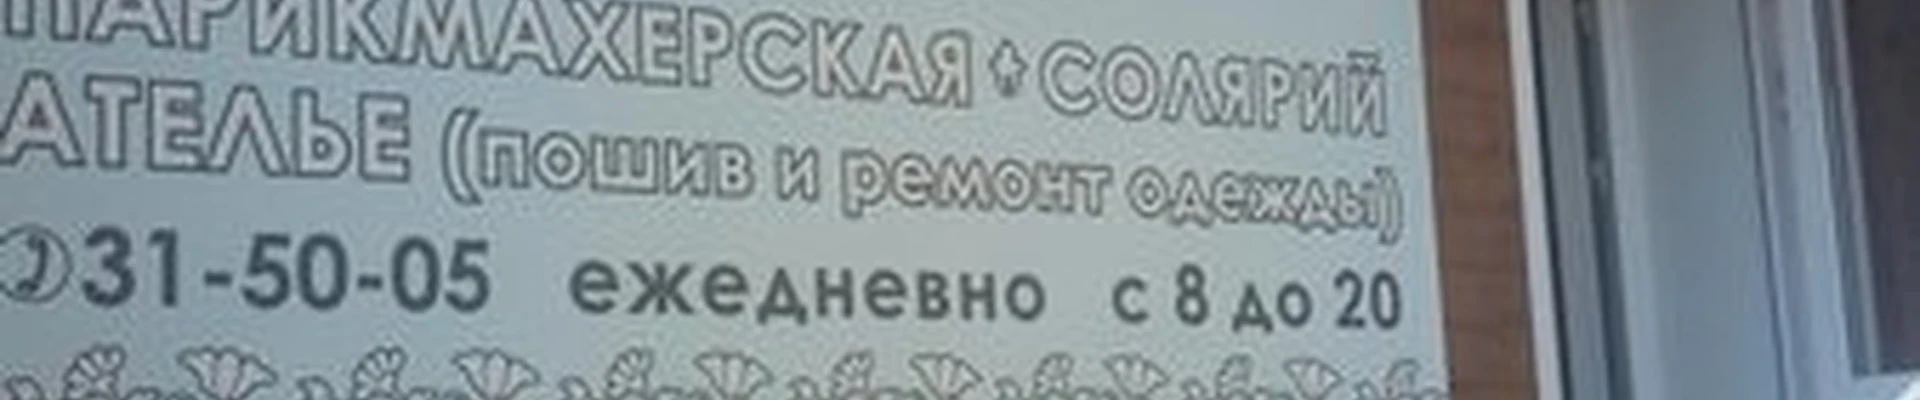 ПАРИКМАХЕРСКАЯ СОЛЯРИЙ
АТЕЛЬЕ (пошив и ремонт одежды)
31-50-05 ежедневно с 8 до 20